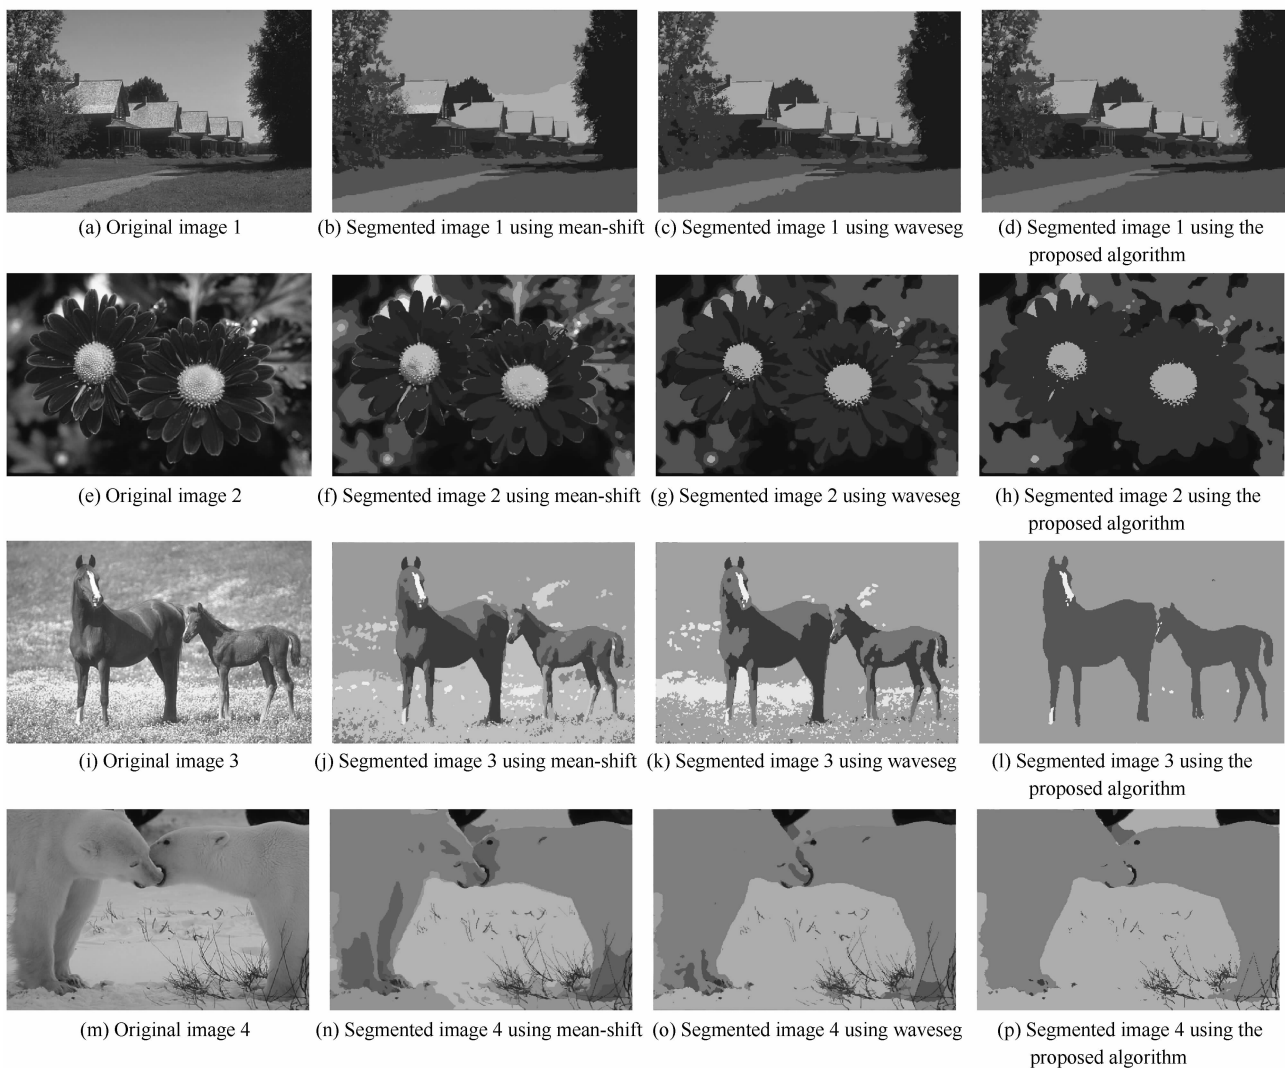 (a) Original image 1
(b) Segmented image 1 using mean-shift
(c) Segmented image 1 using waveseg
(d) Segmented image 1 using the
proposed algorithm
(e) Original image 2
(f) Segmented image 2 using mean-shift
(g) Segmented image 2 using waveseg
(h) Segmented image 2 using the
proposed algorithm
(i) Original image 3
(j) Segmented image 3 using mean-shift
(k) Segmented image 3 using waveseg
(l) Segmented image 3 using the
proposed algorithm
(m) Original image 4
(n) Segmented image 4 using mean-shift
(o) Segmented image 4 using waveseg
(p) Segmented image 4 using the
proposed algorithm